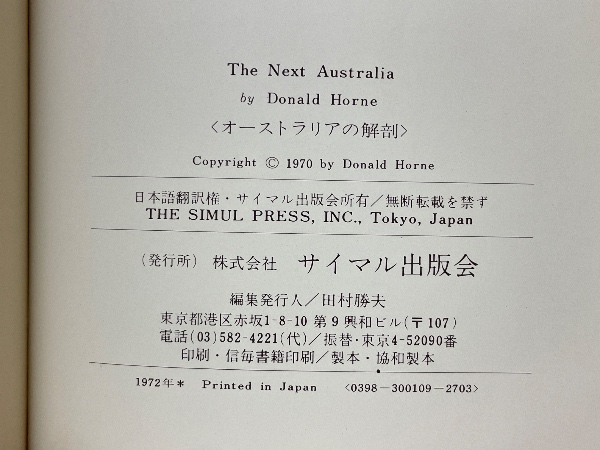 The Next Australia
by Donald Horne
〈オーストラリアの解剖〉
Copyright © 1970 by Donald Horne
日本語翻訳権・サイマル出版会所有/無断転載を禁ず
THE SIMUL PRESS, INC., Tokyo, Japan
(発行所) 株式会社 サイマル出版会
編集発行人/田村勝夫
東京都港区赤坂1-8-10 第9興和ビル(〒107)
電話(03)582-4221(代)/振替・東京4-52090番
印刷・信毎書籍印刷/製本・協和製本
1972年* Printed in Japan 〈0398-300109-2703〉